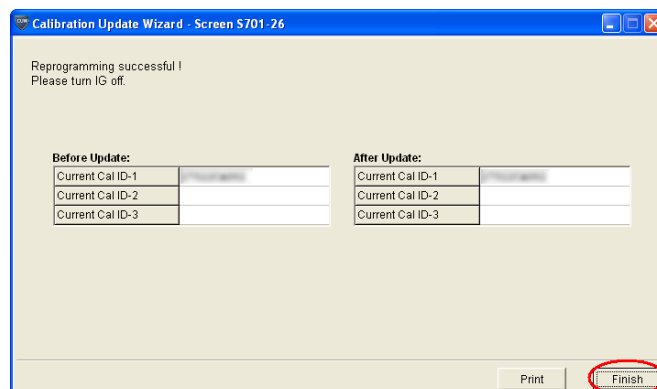 CUW Calibration Update Wizard - Screen S701-26
Reprogramming successful !
Please turn IG off.
Before Update:
Current Cal ID-1
Current Cal ID-2
Current Cal ID-3
After Update:
Current Cal ID-1
Current Cal ID-2
Current Cal ID-3
Print
Finish